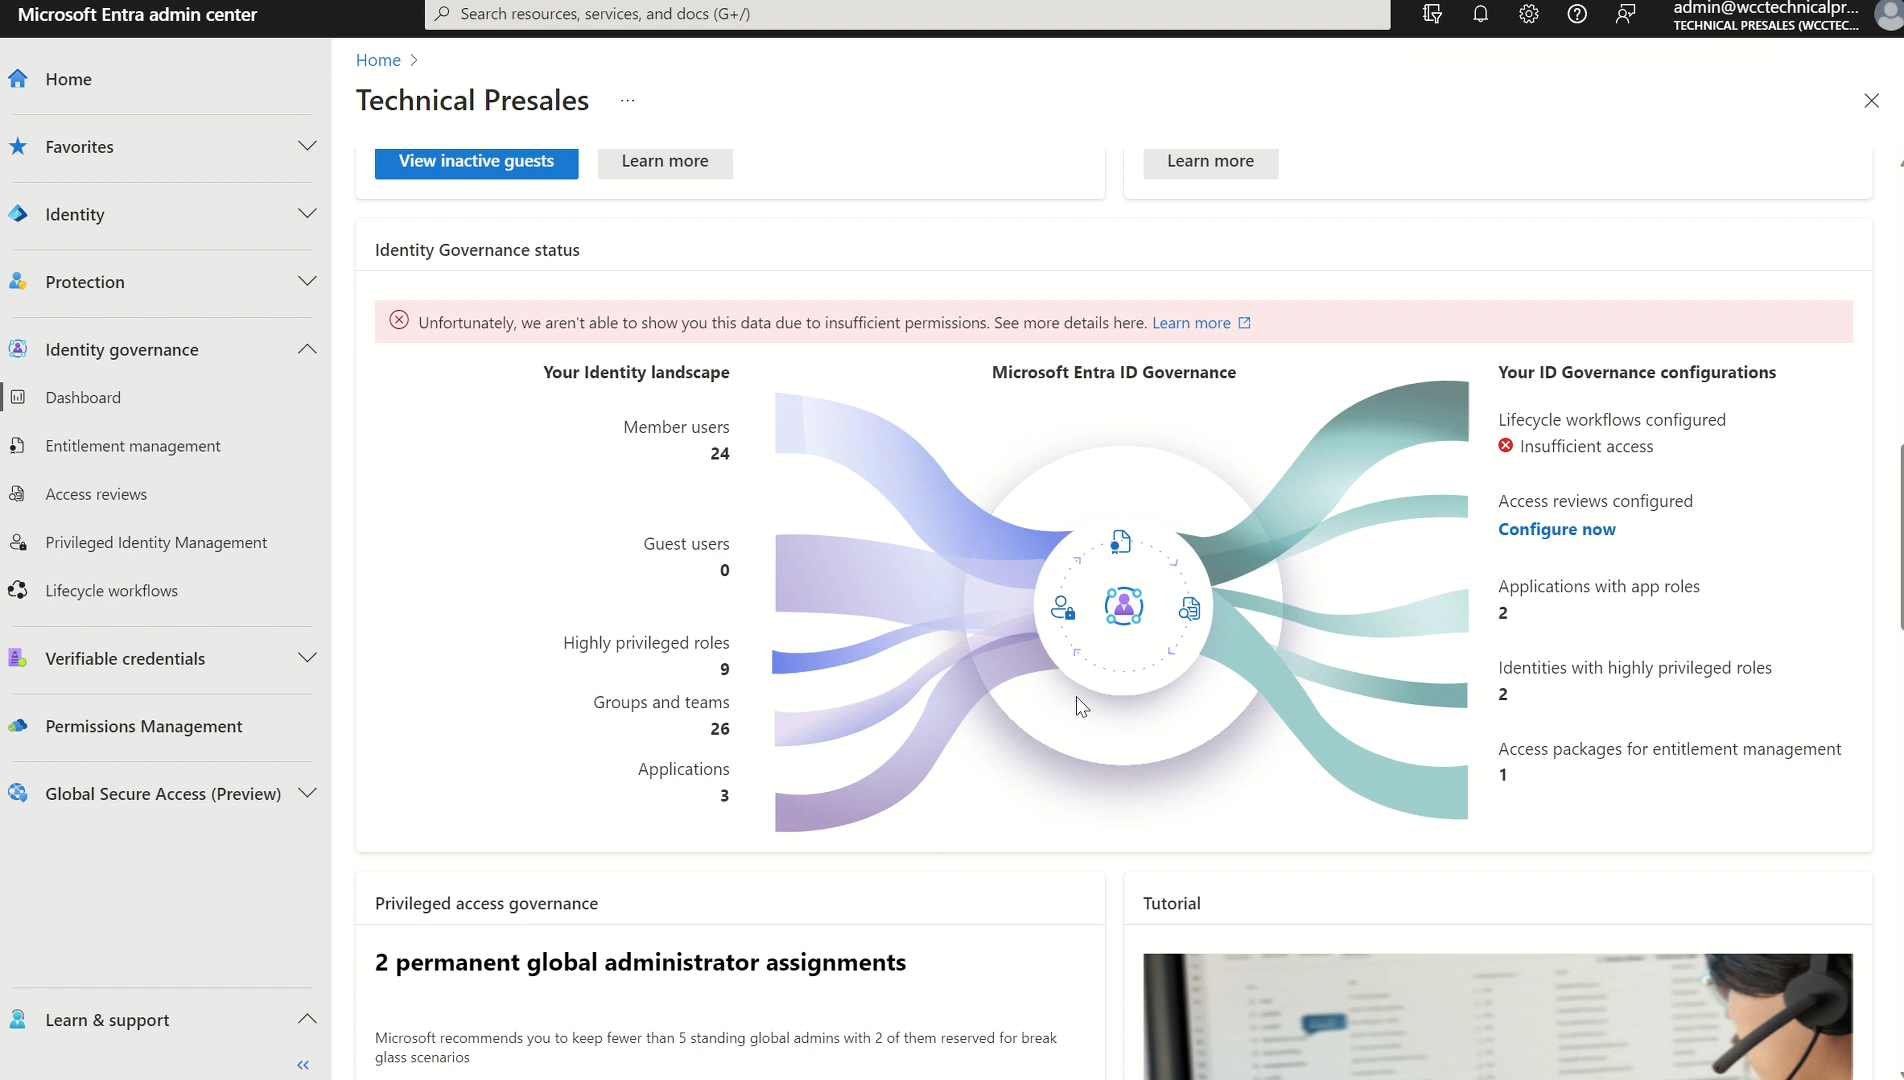 Microsoft Entra admin center
Search resources, services, and docs (G+/)
admin@wcctechnicalpr...
TECHNICAL PRESALES (WCCTEC...
Home
Favorites
Identity
Protection
Identity governance
Dashboard
Entitlement management
Access reviews
Privileged Identity Management
Lifecycle workflows
Verifiable credentials
Permissions Management
Global Secure Access (Preview)
Learn & support
Home
Technical Presales
View inactive guests
Learn more
Learn more
Identity Governance status
Unfortunately, we aren't able to show you this data due to insufficient permissions. See more details here. Learn more
Your Identity landscape
Member users
24
Guest users
0
Highly privileged roles
9
Groups and teams
26
Applications
3
Microsoft Entra ID Governance
Your ID Governance configurations
Lifecycle workflows configured
Insufficient access
Access reviews configured
Configure now
Applications with app roles
2
Identities with highly privileged roles
2
Access packages for entitlement management
1
Privileged access governance
2 permanent global administrator assignments
Microsoft recommends you to keep fewer than 5 standing global admins with 2 of them reserved for break
glass scenarios
Tutorial